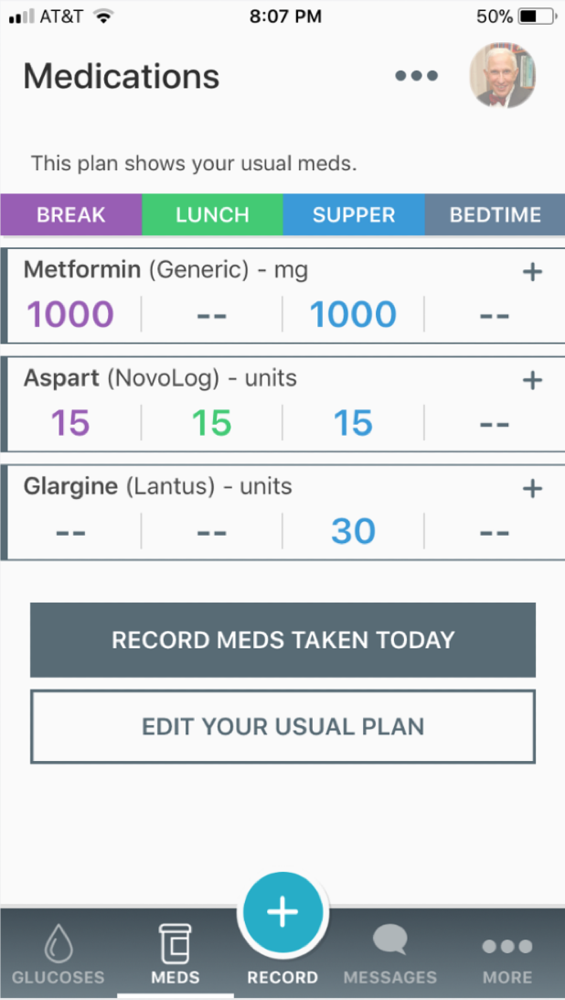 AT&T 8:07 PM 50%
Medications
This plan shows your usual meds.
BREAK LUNCH SUPPER BEDTIME
Metformin (Generic) - mg +
1000 -- 1000 --
Aspart (NovoLog) - units +
15 15 15 --
Glargine (Lantus) - units +
-- -- 30 --
RECORD MEDS TAKEN TODAY
EDIT YOUR USUAL PLAN
+
GLUCOSES MEDS RECORD MESSAGES MORE